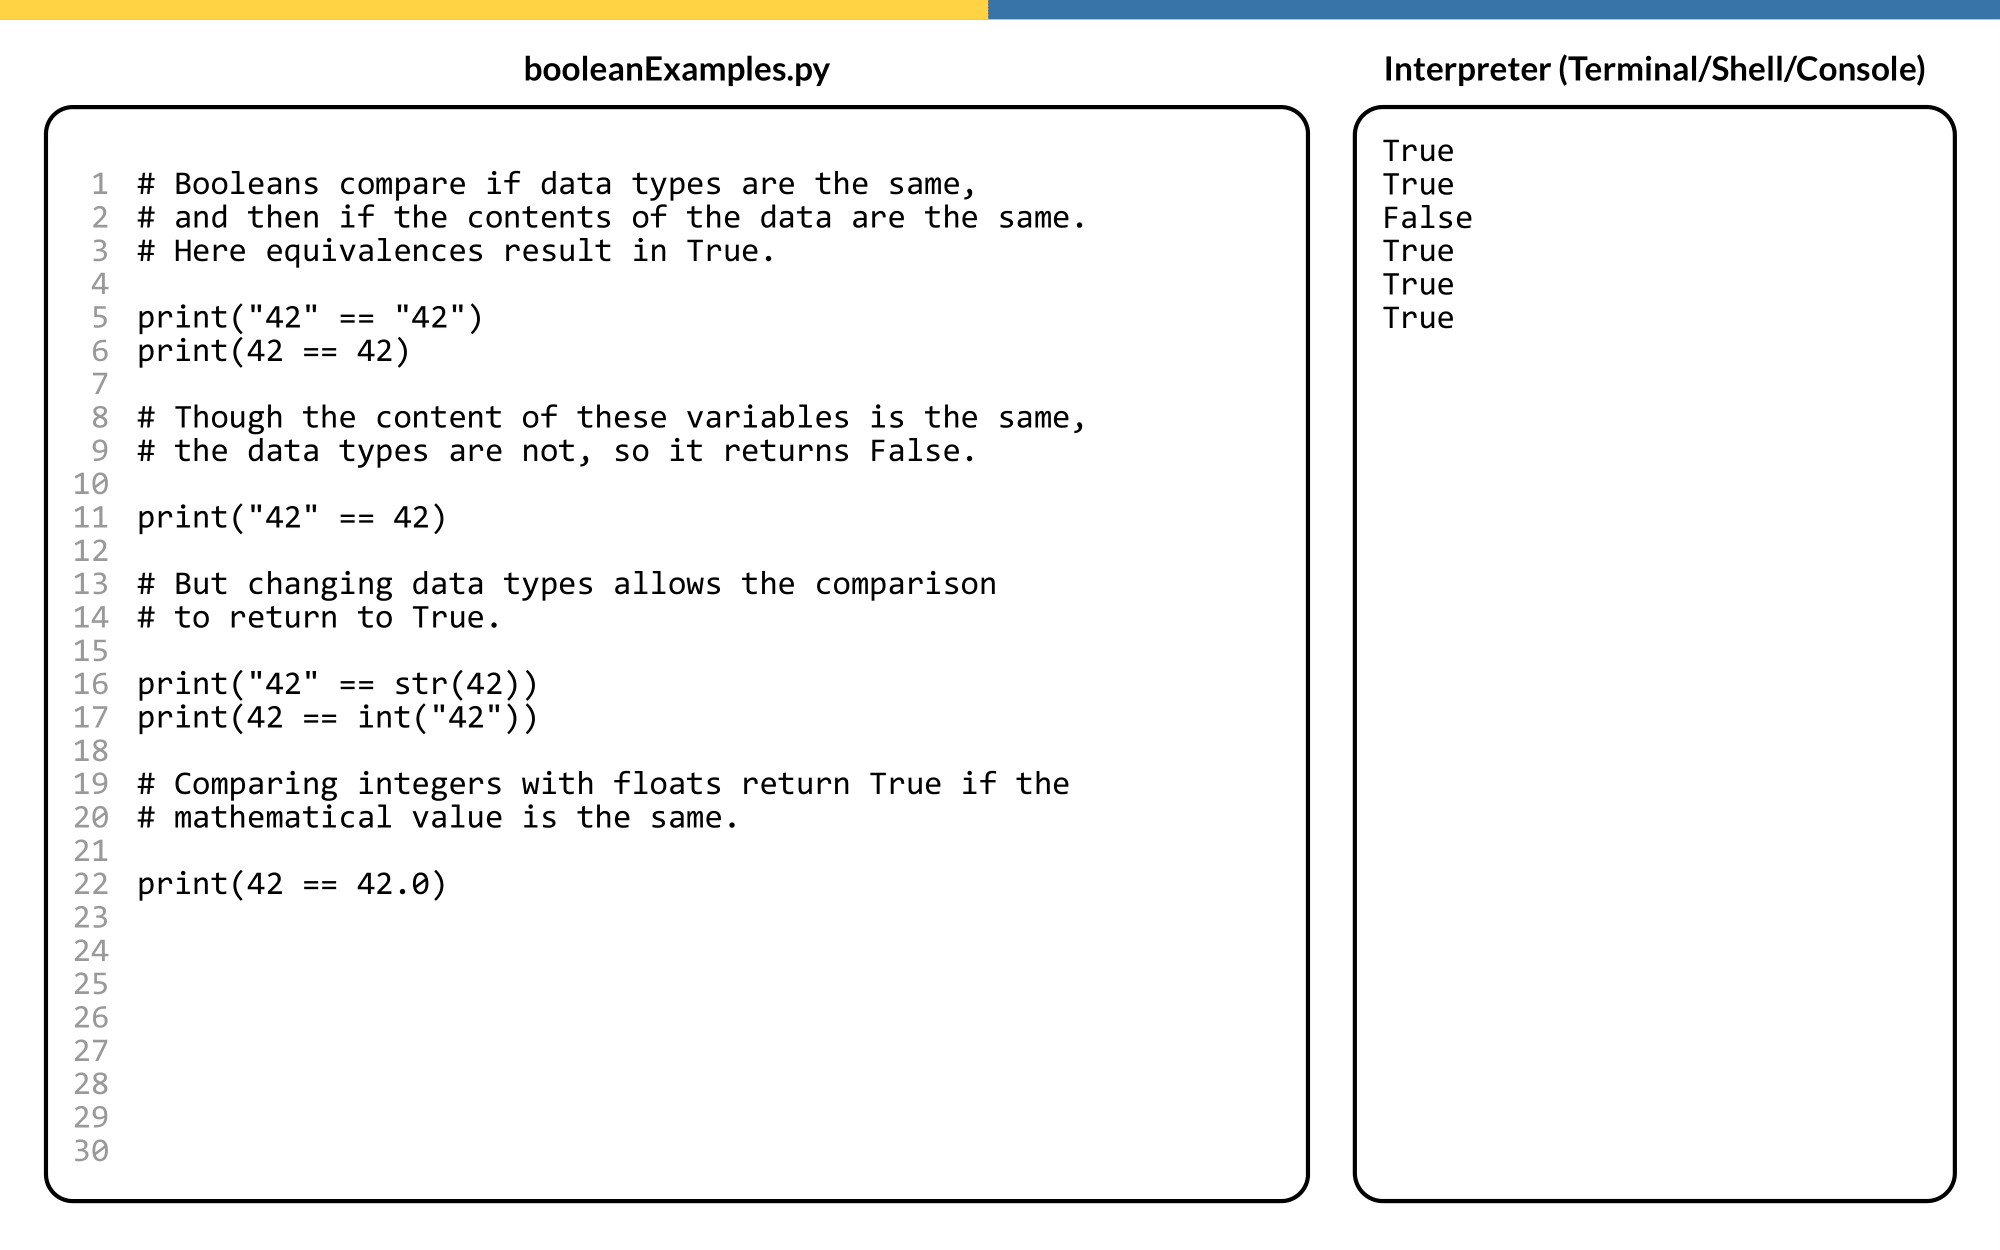 booleanExamples.py
1 # Booleans compare if data types are the same,
2 # and then if the contents of the data are the same.
3 # Here equivalences result in True.
4
5 print("42" == "42")
6 print(42 == 42)
7
8 # Though the content of these variables is the same,
9 # the data types are not, so it returns False.
10
11 print("42" == 42)
12
13 # But changing data types allows the comparison
14 # to return to True.
15
16 print("42" == str(42))
17 print(42 == int("42"))
18
19 # Comparing integers with floats return True if the
20 # mathematical value is the same.
21
22 print(42 == 42.0)
23
24
25
26
27
28
29
30
Interpreter (Terminal/Shell/Console)
True
True
False
True
True
True